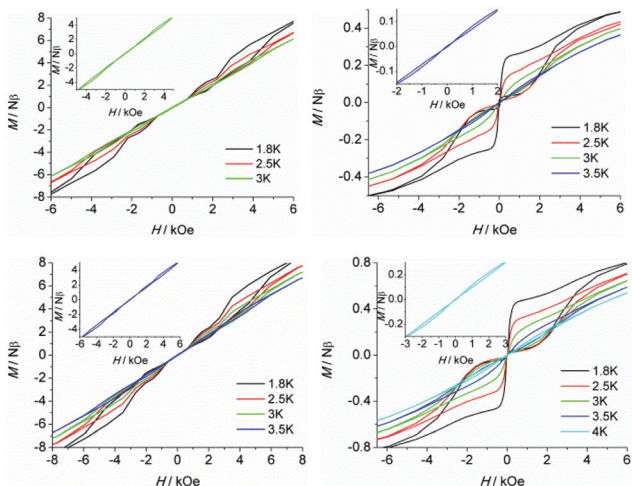 M / Nβ
8
6
4
2
0
-2
-4
-6
-8
-6 -4 -2 0 2 4 6
H / kOe
M / Nβ
4
2
0
-2
-4
-4 -2 0 2 4
H / kOe
1.8K
2.5K
3K
M / Nβ
0.4
0.2
0.0
-0.2
-0.4
-6 -4 -2 0 2 4 6
H / kOe
M / Nβ
0.1
0.0
-0.1
-2 -1 0 1 2
H / kOe
1.8K
2.5K
3K
3.5K
M / Nβ
8
6
4
2
0
-2
-4
-6
-8
-8 -6 -4 -2 0 2 4 6 8
H / kOe
M / Nβ
4
2
0
-2
-4
-6 -3 0 3 6
H / kOe
1.8K
2.5K
3K
3.5K
M / Nβ
0.8
0.4
0.0
-0.4
-0.8
-6 -4 -2 0 2 4 6
H / kOe
M / Nβ
0.2
0.0
-0.2
-3 -2 -1 0 1 2 3
H / kOe
1.8K
2.5K
3K
3.5K
4K